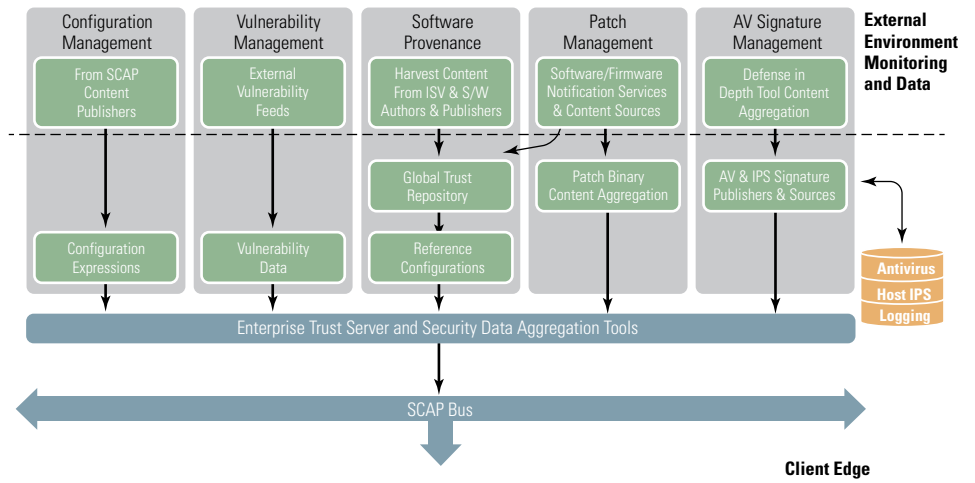 Configuration
Management
Vulnerability
Management
Software
Provenance
Patch
Management
AV Signature
Management
External
Environment
Monitoring
and Data
From SCAP
Content
Publishers
External
Vulnerability
Feeds
Harvest Content
From ISV & S/W
Authors & Publishers
Software/Firmware
Notification Services
& Content Sources
Defense in
Depth Tool Content
Aggregation
Global Trust
Repository
Patch Binary
Content Aggregation
AV & IPS Signature
Publishers & Sources
Configuration
Expressions
Vulnerability
Data
Reference
Configurations
Antivirus
Host IPS
Logging
Enterprise Trust Server and Security Data Aggregation Tools
SCAP Bus
Client Edge